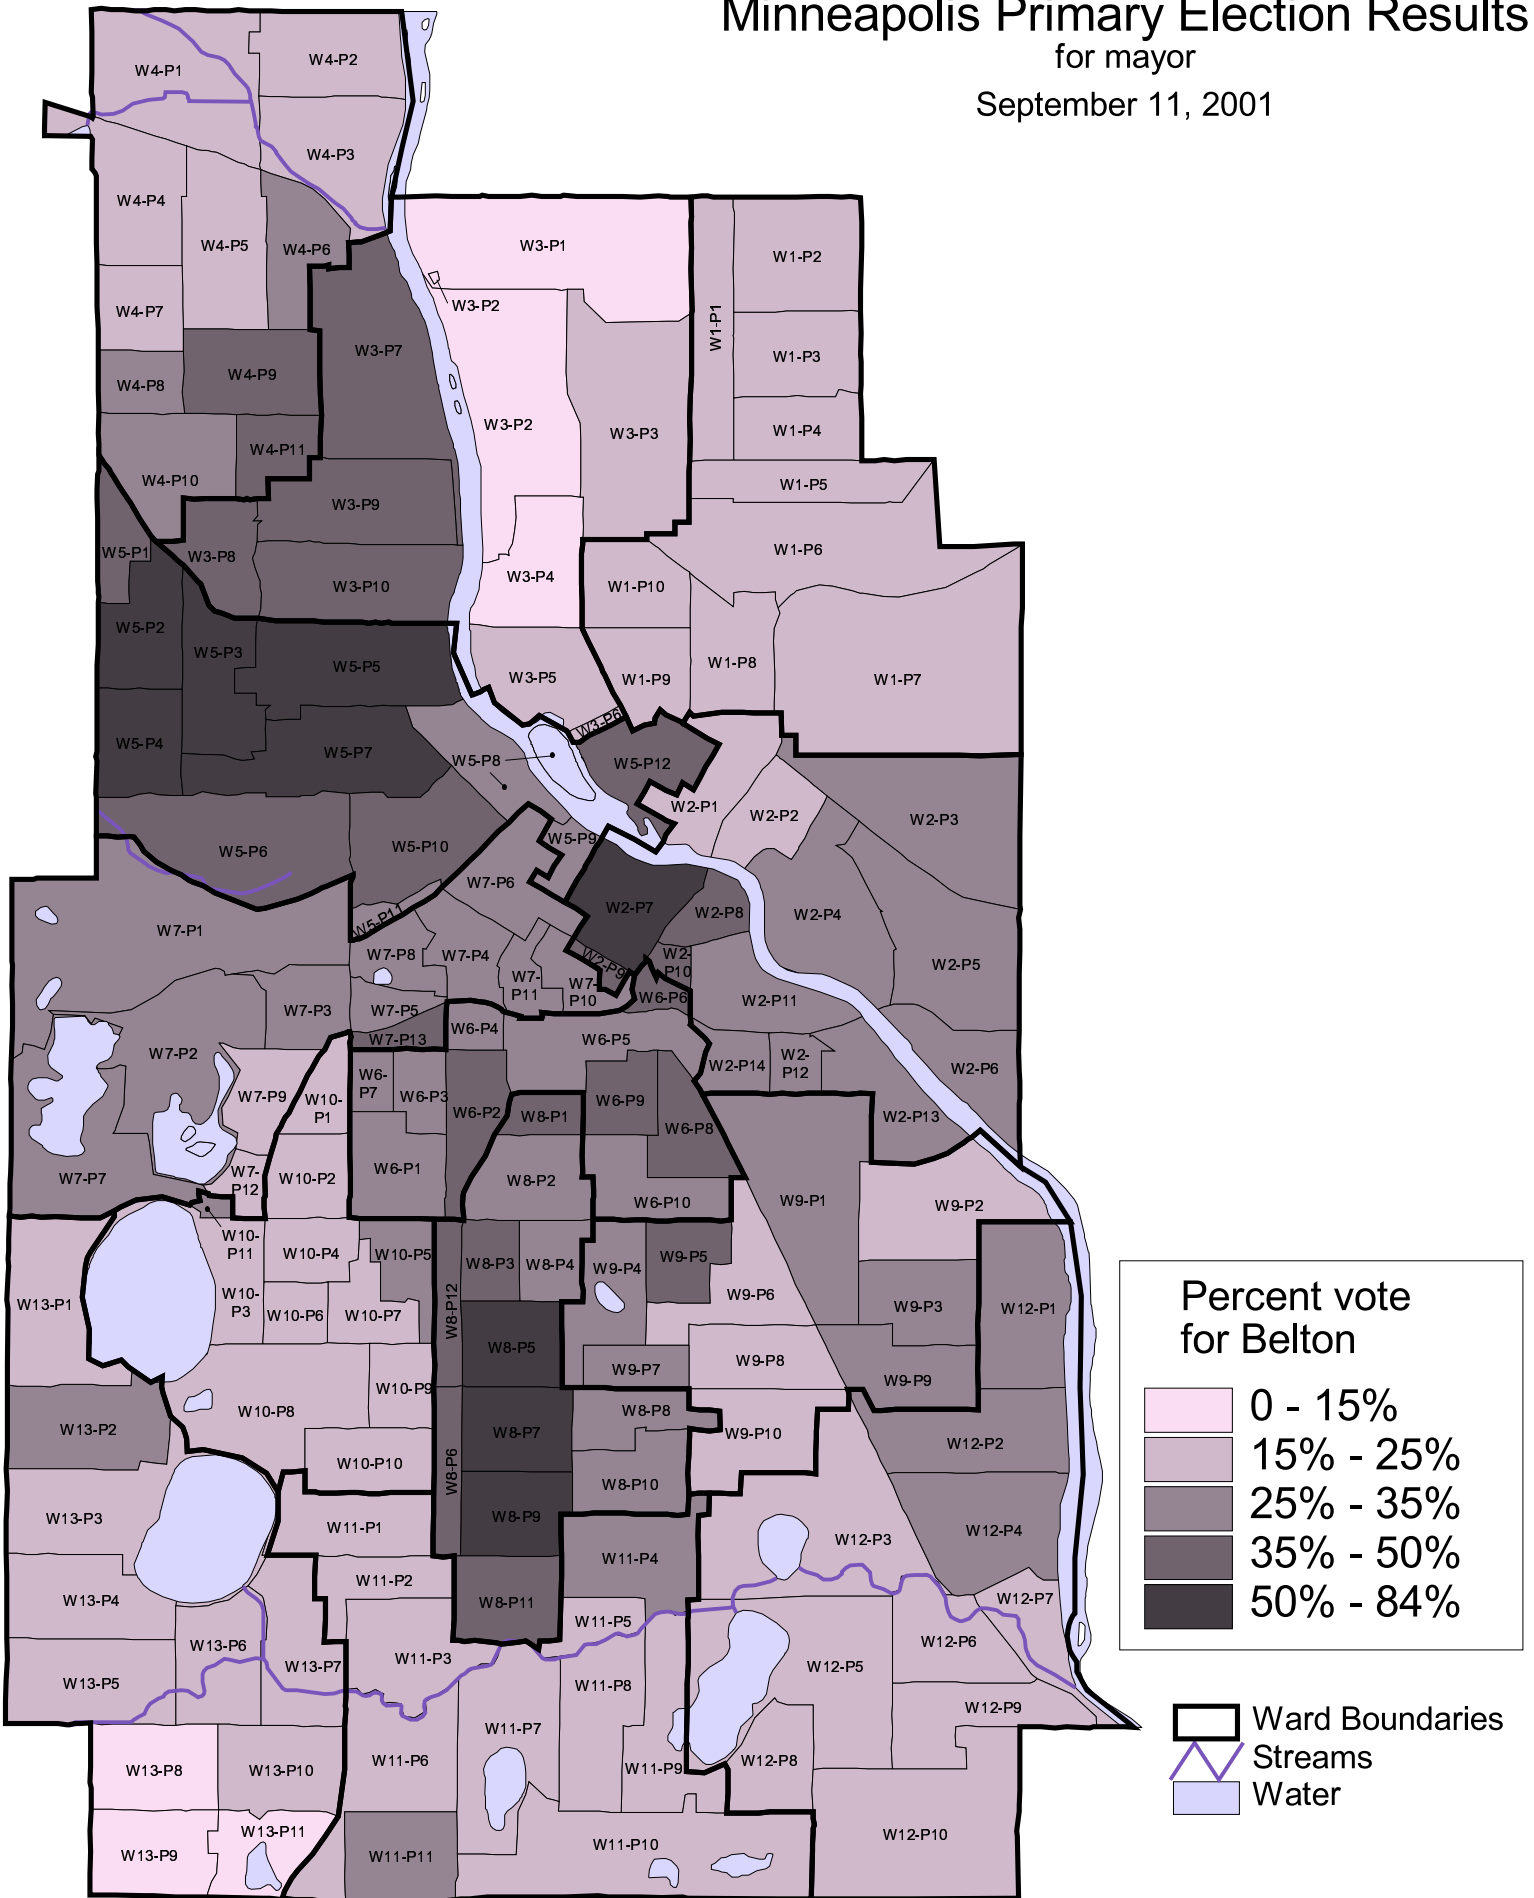 Minneapolis Primary Election Results
for mayor
September 11, 2001
W4-P1
W4-P2
W4-P3
W4-P4
W4-P5
W4-P6
W3-P1
W1-P2
W4-P7
W3-P2
W1-P1
W3-P7
W1-P3
W4-P8
W4-P9
W3-P2
W3-P3
W1-P4
W4-P11
W4-P10
W1-P5
W3-P9
W5-P1
W3-P8
W1-P6
W3-P4
W3-P10
W1-P10
W5-P2
W5-P3
W5-P5
W3-P5
W1-P9
W1-P8
W1-P7
W3-P6
W5-P4
W5-P7
W5-P8
W5-P12
W2-P1
W2-P2
W2-P3
W5-P6
W5-P10
W5-P9
W7-P6
W2-P7
W2-P8
W2-P4
W5-P11
W7-P1
W7-P8
W7-P4
W2-P9
W2-
P10
W2-P5
W7-
P11
W7-
P10
W6-P6
W2-P11
W7-P3
W7-P5
W7-P13
W6-P4
W6-P5
W7-P2
W2-P14
W2-
P12
W2-P6
W7-P9
W10-
P1
W6-
P7
W6-P3
W6-P2
W8-P1
W6-P9
W6-P8
W2-P13
W7-P7
W7-
P12
W10-P2
W6-P1
W8-P2
W6-P10
W9-P1
W9-P2
W10-
P11
W10-P4
W10-P5
W8-P3
W8-P4
W9-P4
W9-P5
W13-P1
W10-
P3
W10-P6
W10-P7
W8-P12
W9-P6
W9-P3
W12-P1
W8-P5
W9-P7
W9-P8
W9-P9
W10-P9
W10-P8
W13-P2
W8-P7
W8-P8
W9-P10
W12-P2
W10-P10
W8-P6
W8-P10
W13-P3
W11-P1
W8-P9
W12-P3
W12-P4
W11-P4
W13-P4
W11-P2
W8-P11
W11-P5
W12-P7
W13-P6
W12-P6
W13-P5
W13-P7
W11-P3
W11-P8
W12-P5
W12-P9
W11-P7
W13-P8
W13-P10
W11-P6
W11-P9
W12-P8
W13-P9
W13-P11
W11-P11
W11-P10
W12-P10
Percent vote
for Belton
0 - 15%
15% - 25%
25% - 35%
35% - 50%
50% - 84%
Ward Boundaries
Streams
Water